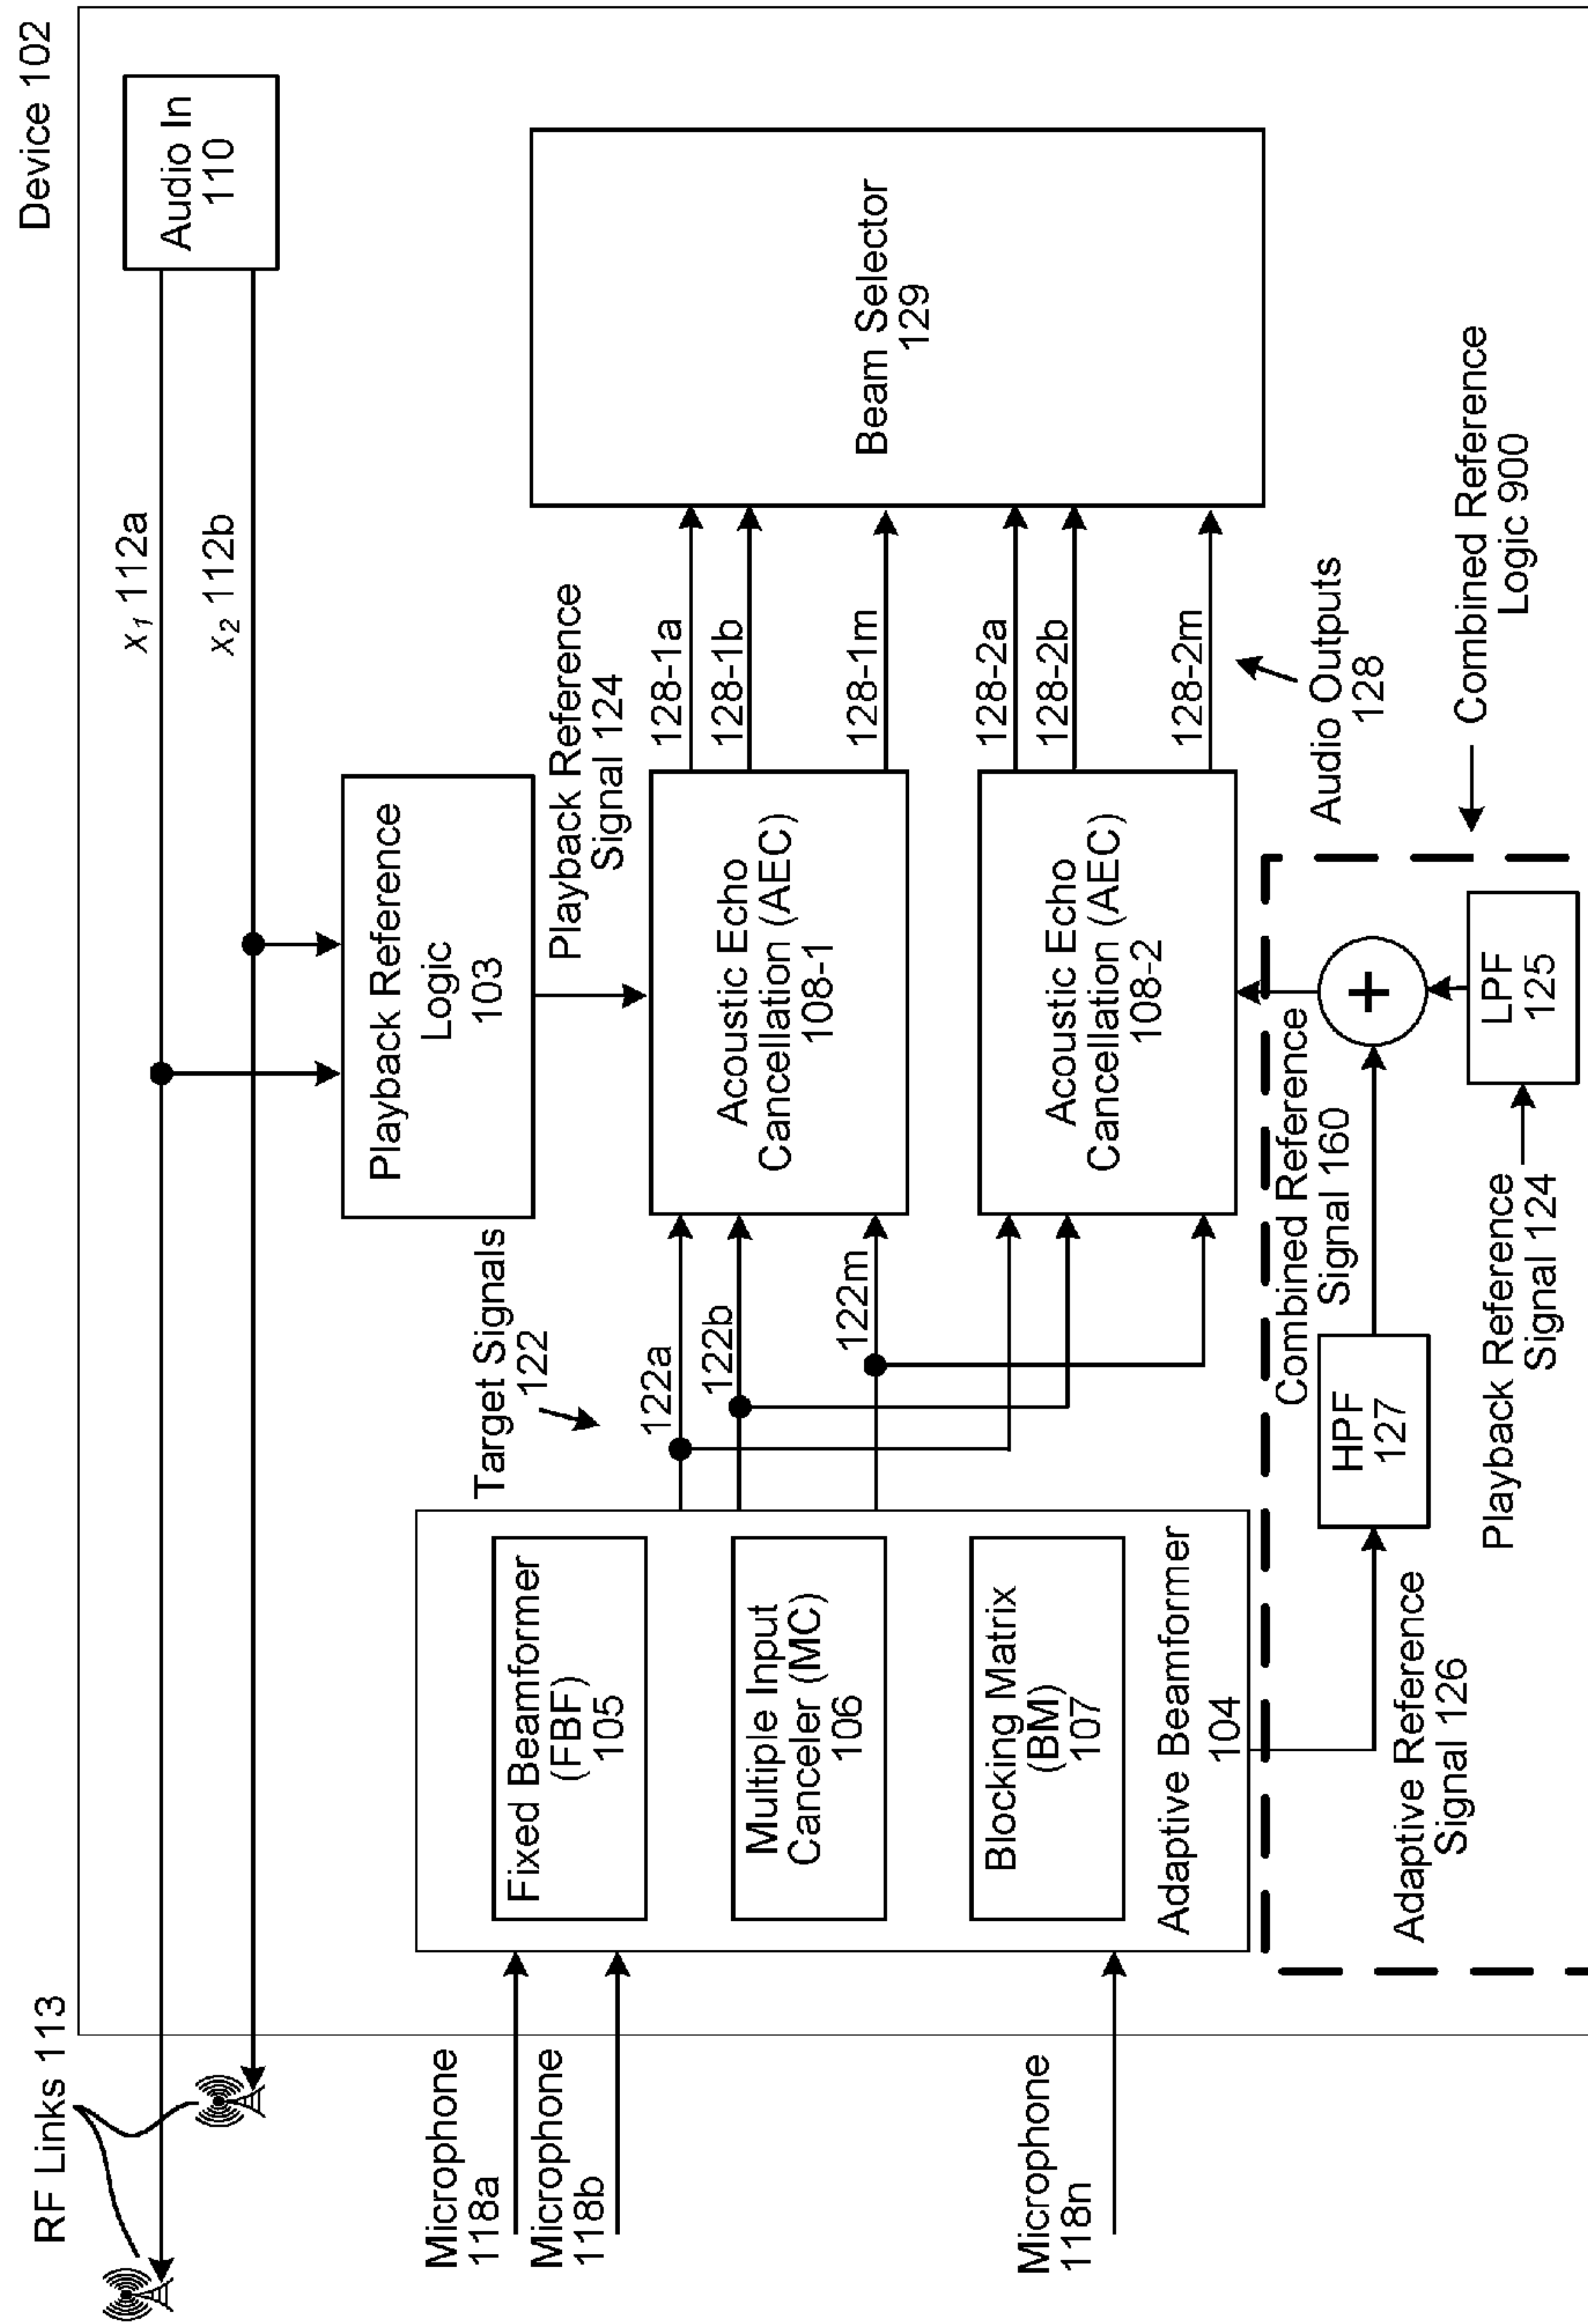 Device 102
RF Links 113
Audio In
110
x1 112a
x2 112b
Playback Reference
Logic
103
Playback Reference
Signal 124
Target Signals
122
Microphone
118a
Microphone
118b
Microphone
118n
Fixed Beamformer
(FBF)
105
Multiple Input
Canceler (MC)
106
Blocking Matrix
(BM)
107
Adaptive Beamformer
104
122a
122b
122m
Acoustic Echo
Cancellation (AEC)
108-1
Acoustic Echo
Cancellation (AEC)
108-2
128-1a
128-1b
128-1m
128-2a
128-2b
128-2m
Beam Selector
129
Audio Outputs
128
Combined Reference
Signal 160
Combined Reference
Logic 900
HPF
127
+
Adaptive Reference
Signal 126
LPF
125
Playback Reference
Signal 124